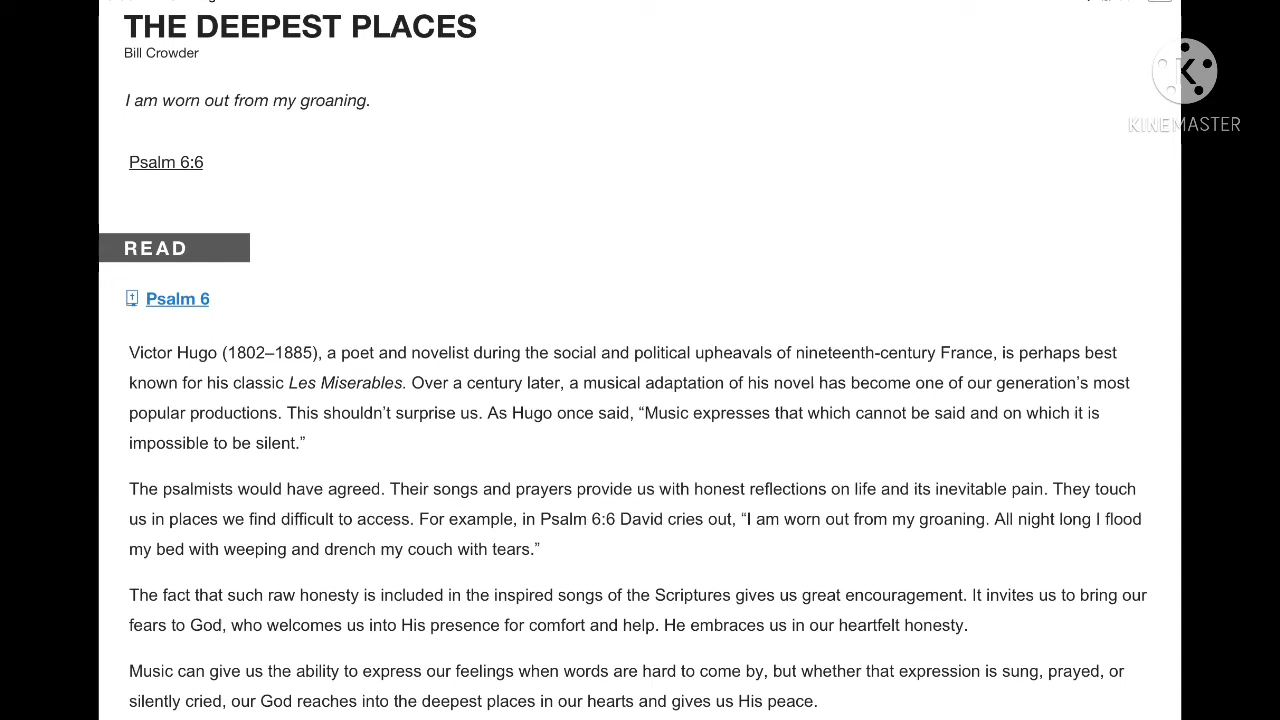 THE DEEPEST PLACES
Bill Crowder
I am worn out from my groaning.
Psalm 6:6
READ
Psalm 6
Victor Hugo (1802–1885), a poet and novelist during the social and political upheavals of nineteenth-century France, is perhaps best
known for his classic Les Miserables. Over a century later, a musical adaptation of his novel has become one of our generation’s most
popular productions. This shouldn’t surprise us. As Hugo once said, “Music expresses that which cannot be said and on which it is
impossible to be silent.”
The psalmists would have agreed. Their songs and prayers provide us with honest reflections on life and its inevitable pain. They touch
us in places we find difficult to access. For example, in Psalm 6:6 David cries out, “I am worn out from my groaning. All night long I flood
my bed with weeping and drench my couch with tears.”
The fact that such raw honesty is included in the inspired songs of the Scriptures gives us great encouragement. It invites us to bring our
fears to God, who welcomes us into His presence for comfort and help. He embraces us in our heartfelt honesty.
Music can give us the ability to express our feelings when words are hard to come by, but whether that expression is sung, prayed, or
silently cried, our God reaches into the deepest places in our hearts and gives us His peace.
K
KINEMASTER